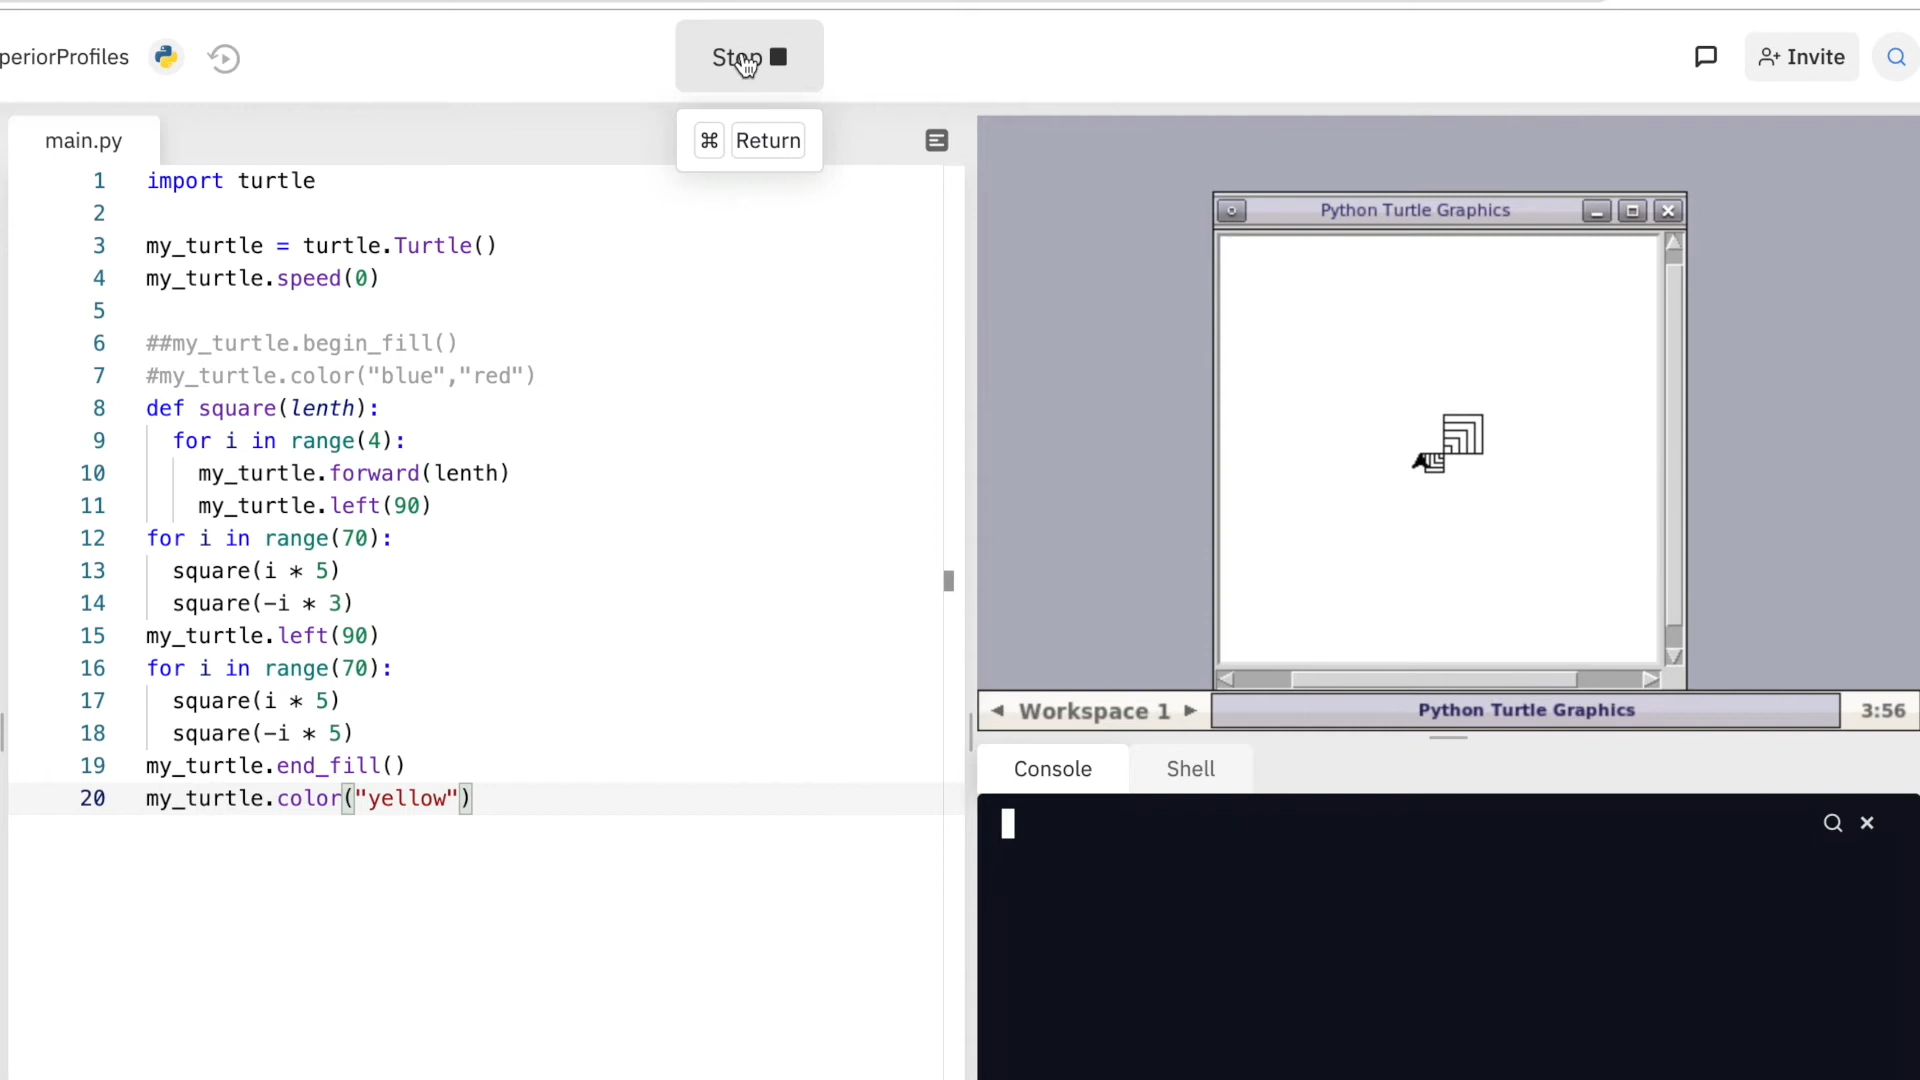 periorProfiles
Stop
Invite
⌘ Return
main.py
1 import turtle
2
3 my_turtle = turtle.Turtle()
4 my_turtle.speed(0)
5
6 ##my_turtle.begin_fill()
7 #my_turtle.color("blue","red")
8 def square(lenth):
9 for i in range(4):
10 my_turtle.forward(lenth)
11 my_turtle.left(90)
12 for i in range(70):
13 square(i * 5)
14 square(-i * 3)
15 my_turtle.left(90)
16 for i in range(70):
17 square(i * 5)
18 square(-i * 5)
19 my_turtle.end_fill()
20 my_turtle.color("yellow")
Python Turtle Graphics
Workspace 1
Python Turtle Graphics
3:56
Console
Shell